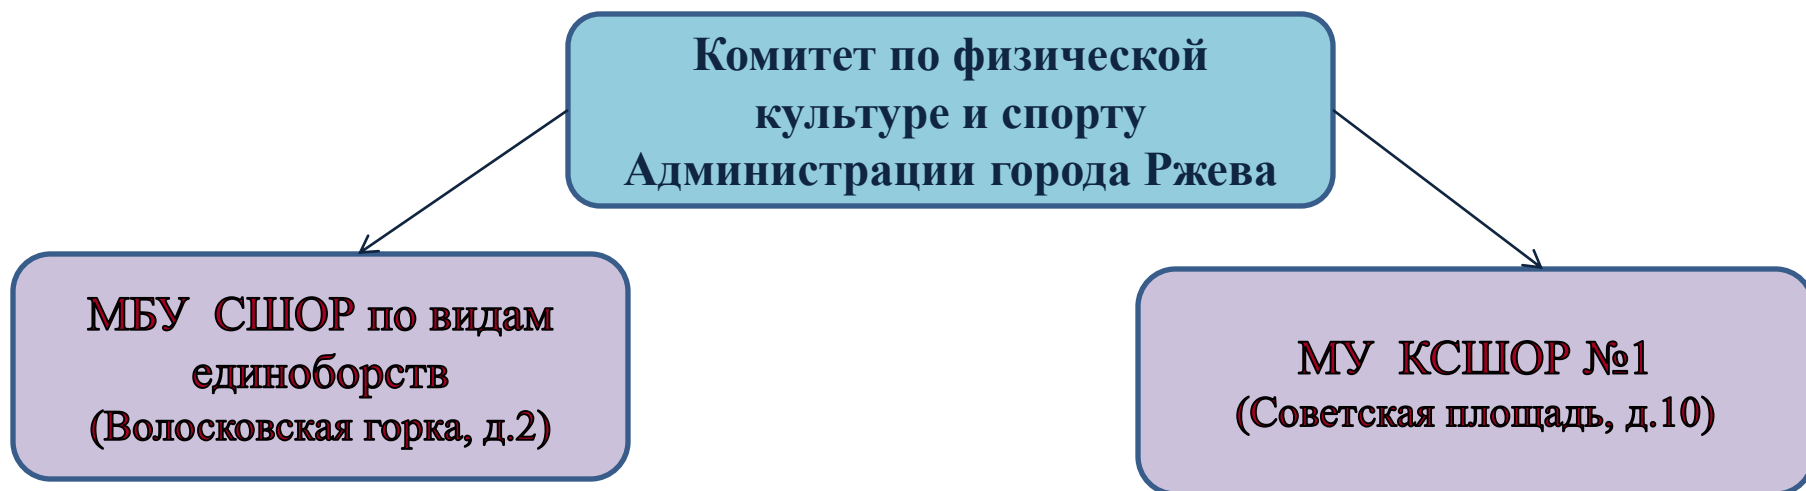 Комитет по физической
культуре и спорту
Администрации города Ржева
МБУ СШОР по видам
единоборств
(Волосковская горка, д.2)
МУ КСШОР №1
(Советская площадь, д.10)